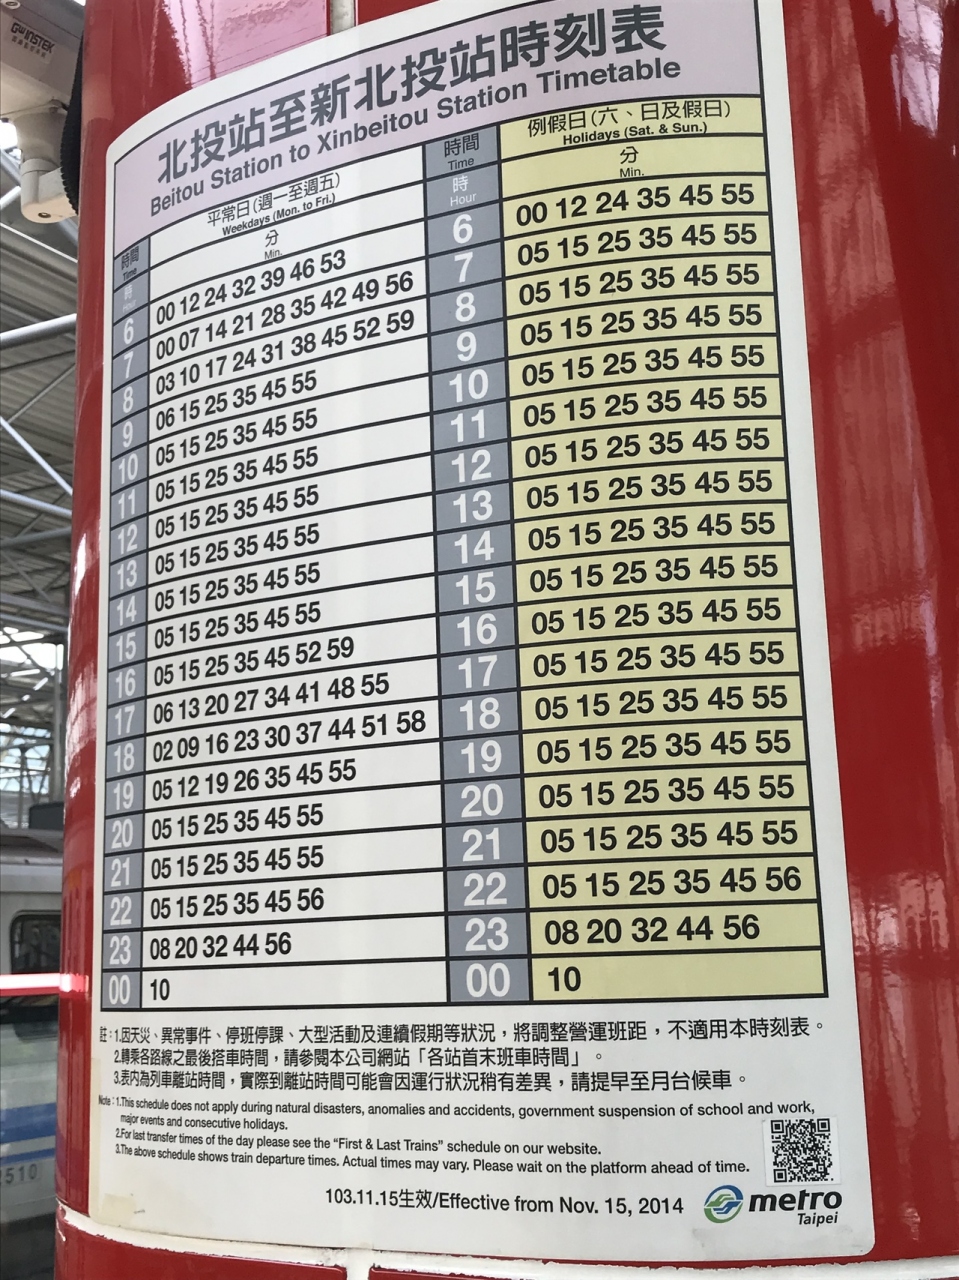 GWINSTEK
北投站至新北投站時刻表
Beitou Station to Xinbeitou Station Timetable
時間
Time
時
Hour
平常日(週一至週五)
Weekdays (Mon. to Fri.)
分
Min.
6 00 12 24 32 39 46 53
7 00 07 14 21 28 35 42 49 56
8 03 10 17 24 31 38 45 52 59
9 06 15 25 35 45 55
10 05 15 25 35 45 55
11 05 15 25 35 45 55
12 05 15 25 35 45 55
13 05 15 25 35 45 55
14 05 15 25 35 45 55
15 05 15 25 35 45 55
16 05 15 25 35 45 52 59
17 06 13 20 27 34 41 48 55
18 02 09 16 23 30 37 44 51 58
19 05 12 19 26 35 45 55
20 05 15 25 35 45 55
21 05 15 25 35 45 55
22 05 15 25 35 45 56
23 08 20 32 44 56
00 10
時間
Time
時
Hour
例假日(六、日及假日)
Holidays (Sat. & Sun.)
分
Min.
6 00 12 24 35 45 55
7 05 15 25 35 45 55
8 05 15 25 35 45 55
9 05 15 25 35 45 55
10 05 15 25 35 45 55
11 05 15 25 35 45 55
12 05 15 25 35 45 55
13 05 15 25 35 45 55
14 05 15 25 35 45 55
15 05 15 25 35 45 55
16 05 15 25 35 45 55
17 05 15 25 35 45 55
18 05 15 25 35 45 55
19 05 15 25 35 45 55
20 05 15 25 35 45 55
21 05 15 25 35 45 55
22 05 15 25 35 45 56
23 08 20 32 44 56
00 10
註：1.因天災、異常事件、停班停課、大型活動及連續假期等狀況，將調整營運班距，不適用本時刻表。
2.轉乘各路線之最後搭車時間，請參閱本公司網站「各站首末班車時間」。
3.表內為列車離站時間，實際到離站時間可能會因運行狀況稍有差異，請提早至月台候車。
Note：1.This schedule does not apply during natural disasters, anomalies and accidents, government suspension of school and work,
major events and consecutive holidays.
2.For last transfer times of the day please see the "First & Last Trains" schedule on our website.
3.The above schedule shows train departure times. Actual times may vary. Please wait on the platform ahead of time.
103.11.15生效/Effective from Nov. 15, 2014
metro
Taipei
510